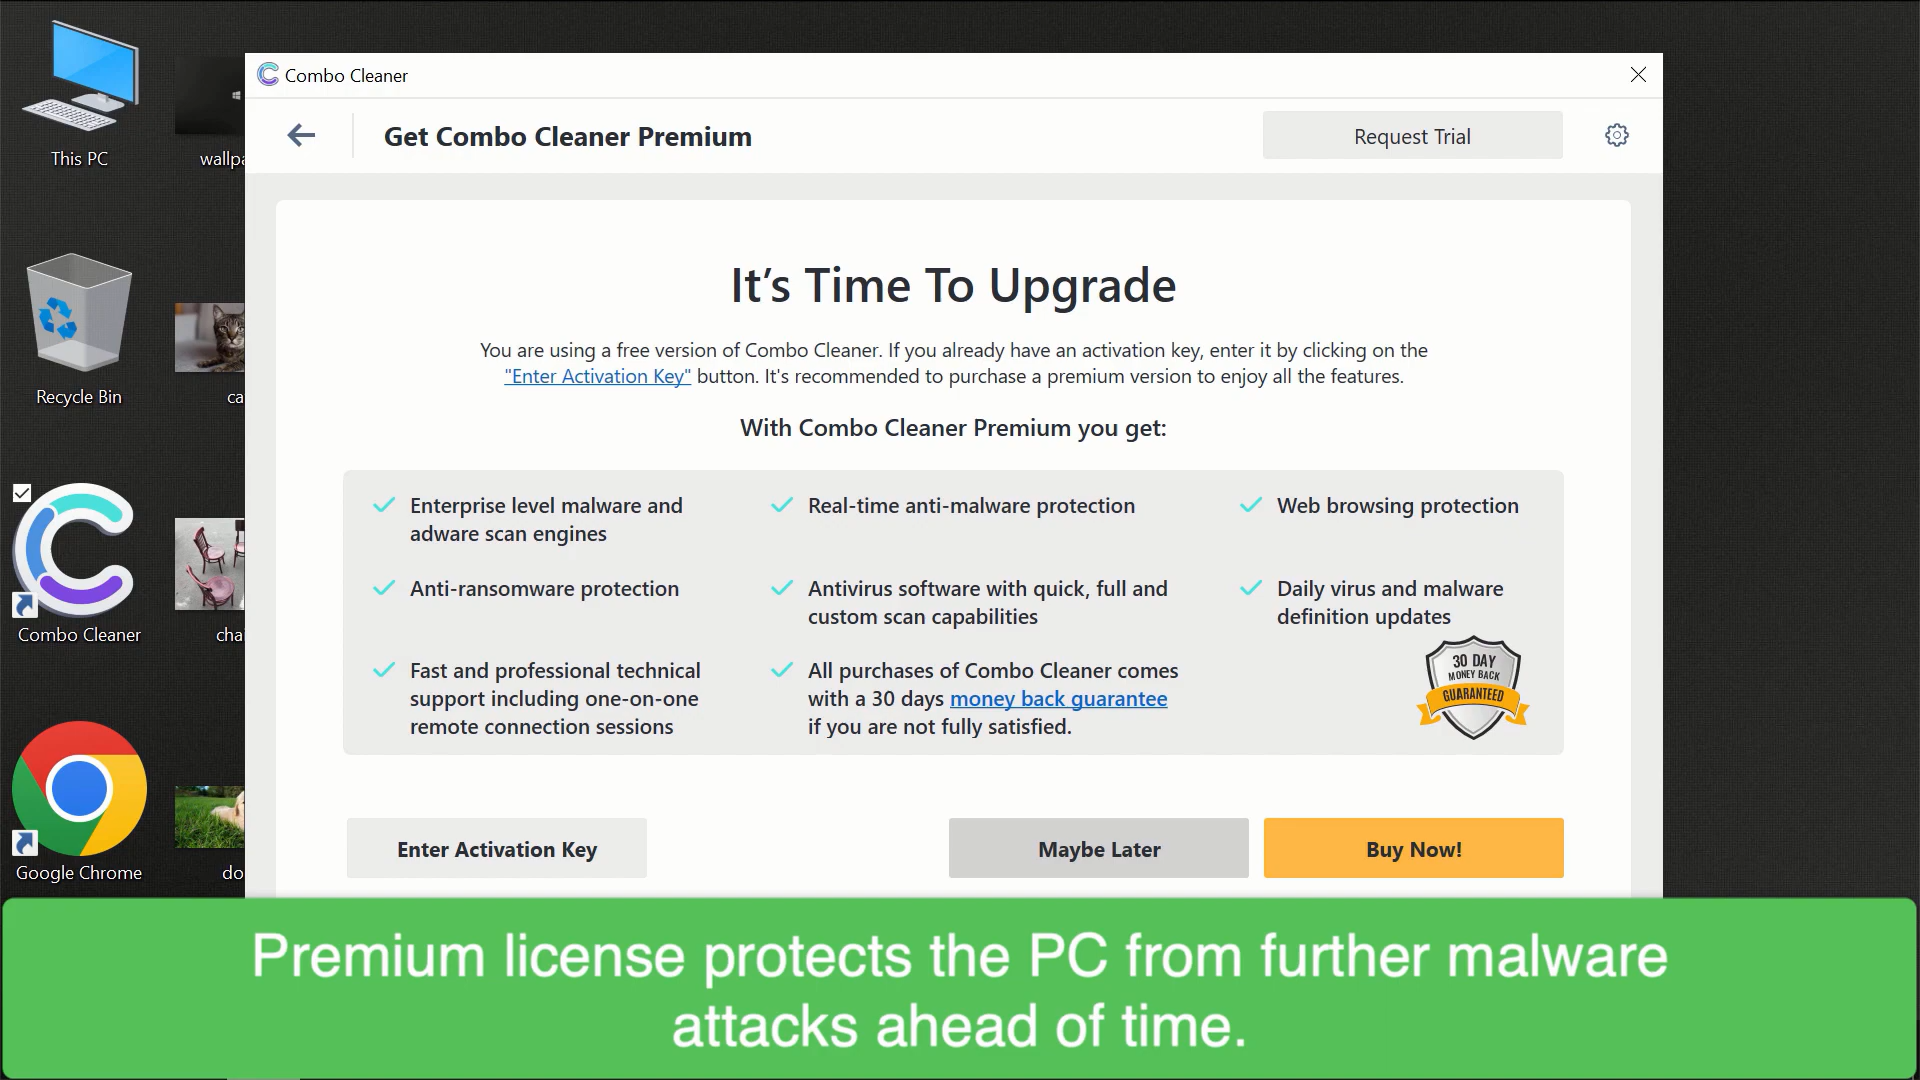 Combo Cleaner
Get Combo Cleaner Premium
Request Trial
This PC
wallpa
It’s Time To Upgrade
You are using a free version of Combo Cleaner. If you already have an activation key, enter it by clicking on the
"Enter Activation Key" button. It's recommended to purchase a premium version to enjoy all the features.
Recycle Bin
ca
With Combo Cleaner Premium you get:
Enterprise level malware and
adware scan engines
Real-time anti-malware protection
Web browsing protection
Anti-ransomware protection
Antivirus software with quick, full and
custom scan capabilities
Daily virus and malware
definition updates
Combo Cleaner
chai
Fast and professional technical
support including one-on-one
remote connection sessions
All purchases of Combo Cleaner comes
with a 30 days money back guarantee
if you are not fully satisfied.
30 DAY
MONEY BACK
GUARANTEED
Enter Activation Key
Maybe Later
Buy Now!
Google Chrome
do
Premium license protects the PC from further malware
attacks ahead of time.